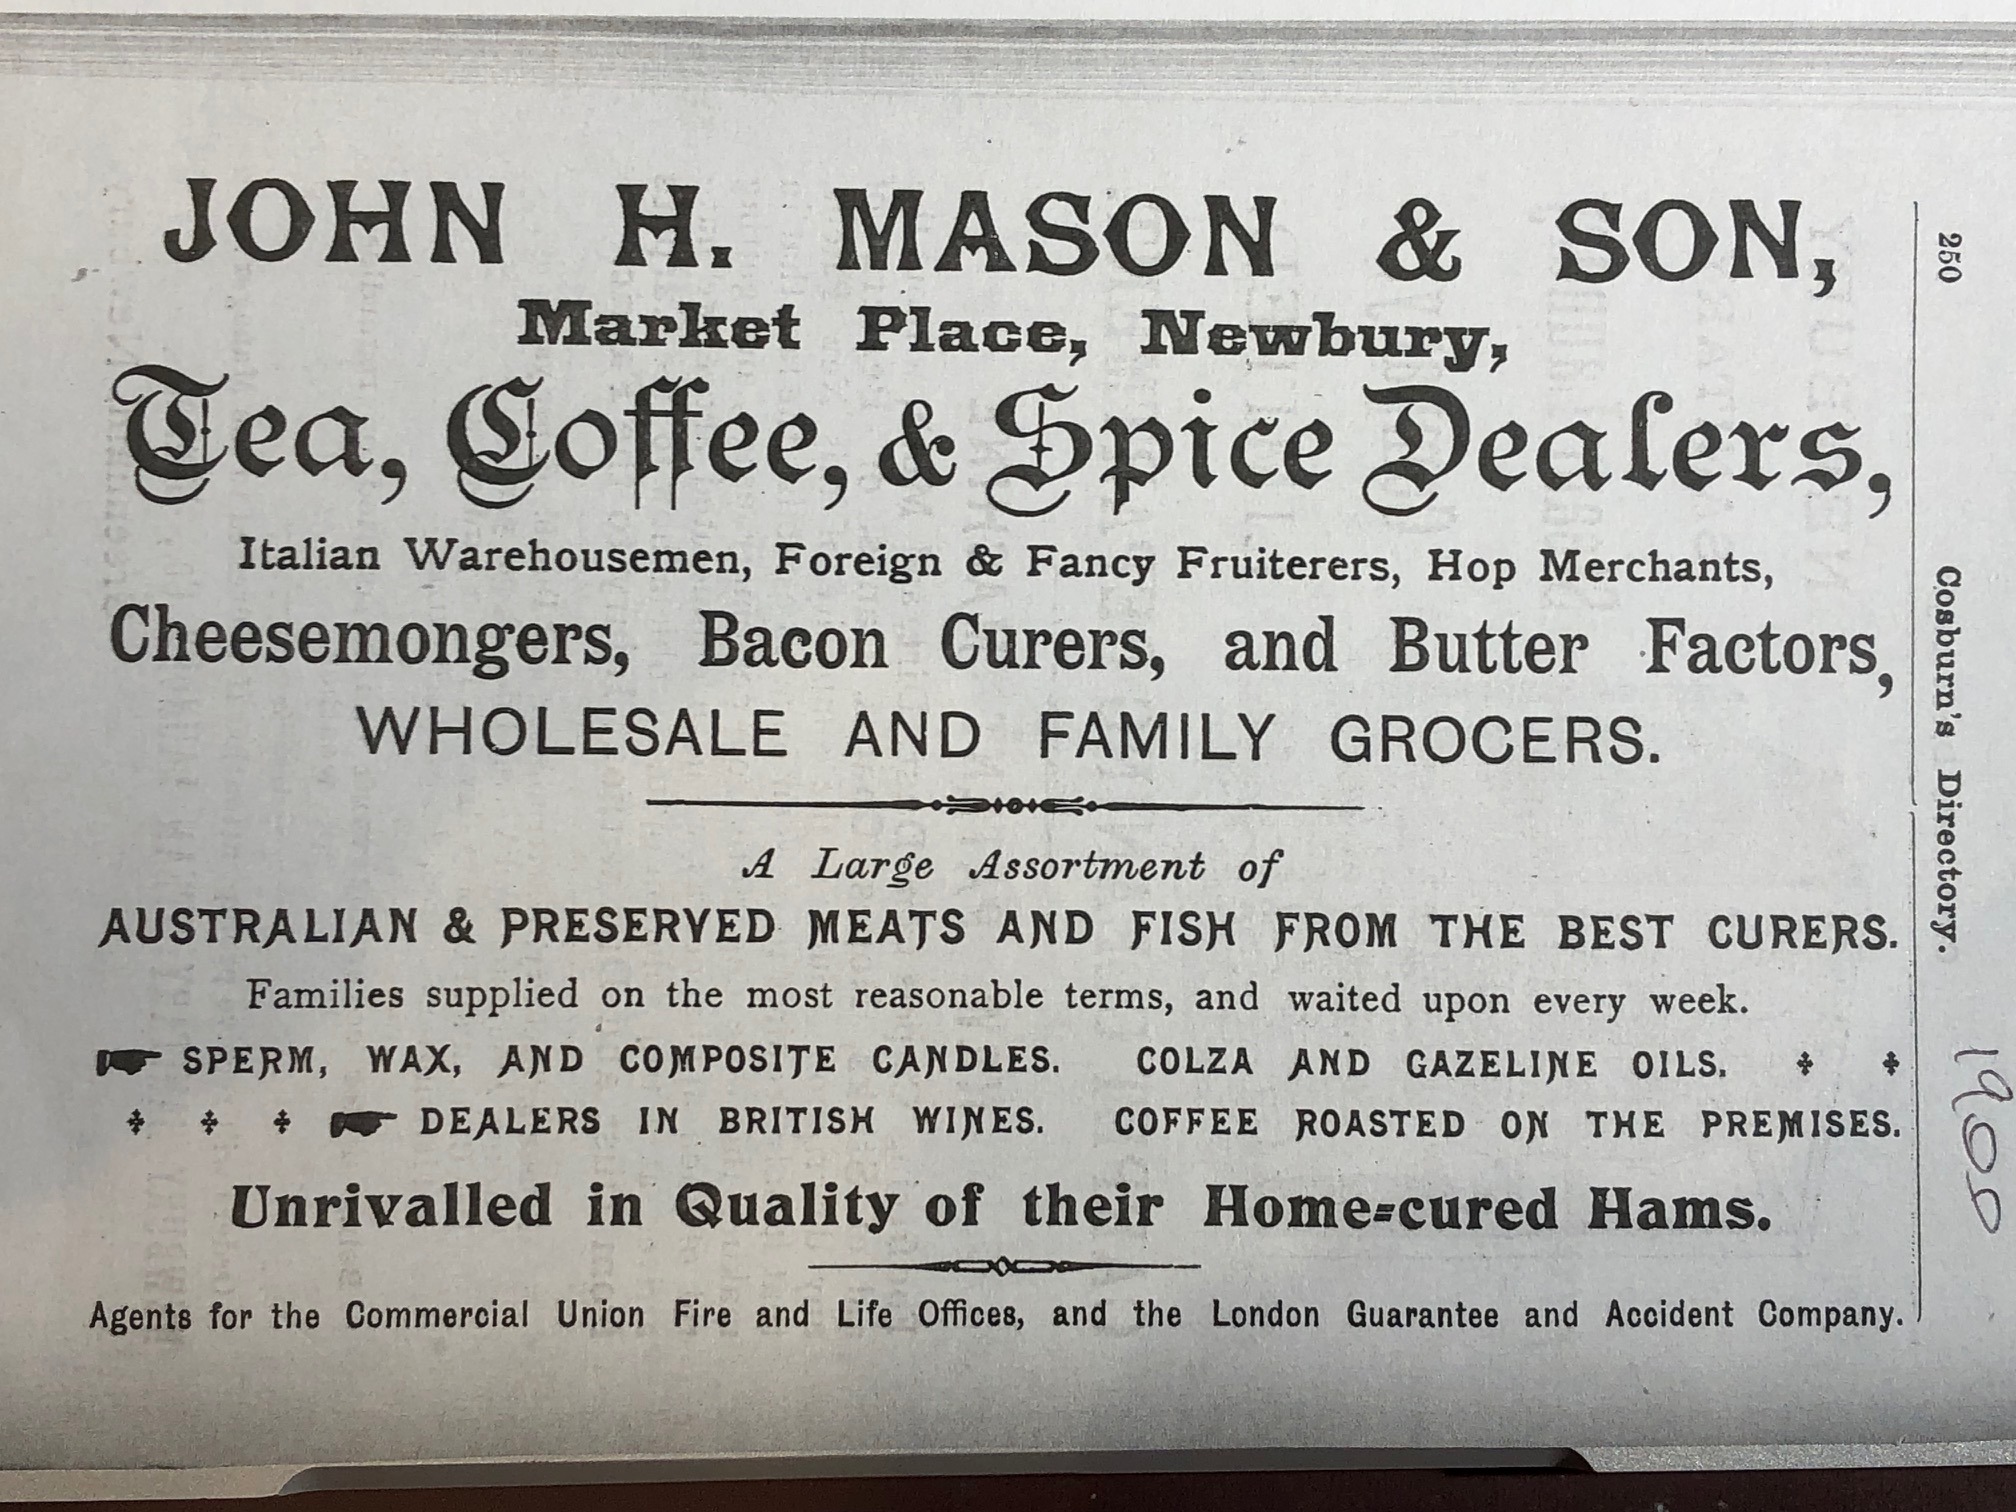 JOHN H. MASON & SON,
Market Place, Newbury,
Tea, Coffee, & Spice Dealers,
Italian Warehousemen, Foreign & Fancy Fruiterers, Hop Merchants,
Cheesemongers, Bacon Curers, and Butter Factors,
WHOLESALE AND FAMILY GROCERS.
A Large Assortment of
AUSTRALIAN & PRESERVED MEATS AND FISH FROM THE BEST CURERS.
Families supplied on the most reasonable terms, and waited upon every week.
SPERM, WAX, AND COMPOSITE CANDLES. COLZA AND GAZELINE OILS.
DEALERS IN BRITISH WINES. COFFEE ROASTED ON THE PREMISES.
Unrivalled in Quality of their Home-cured Hams.
Agents for the Commercial Union Fire and Life Offices, and the London Guarantee and Accident Company.
250 Cosburn's Directory.
1900